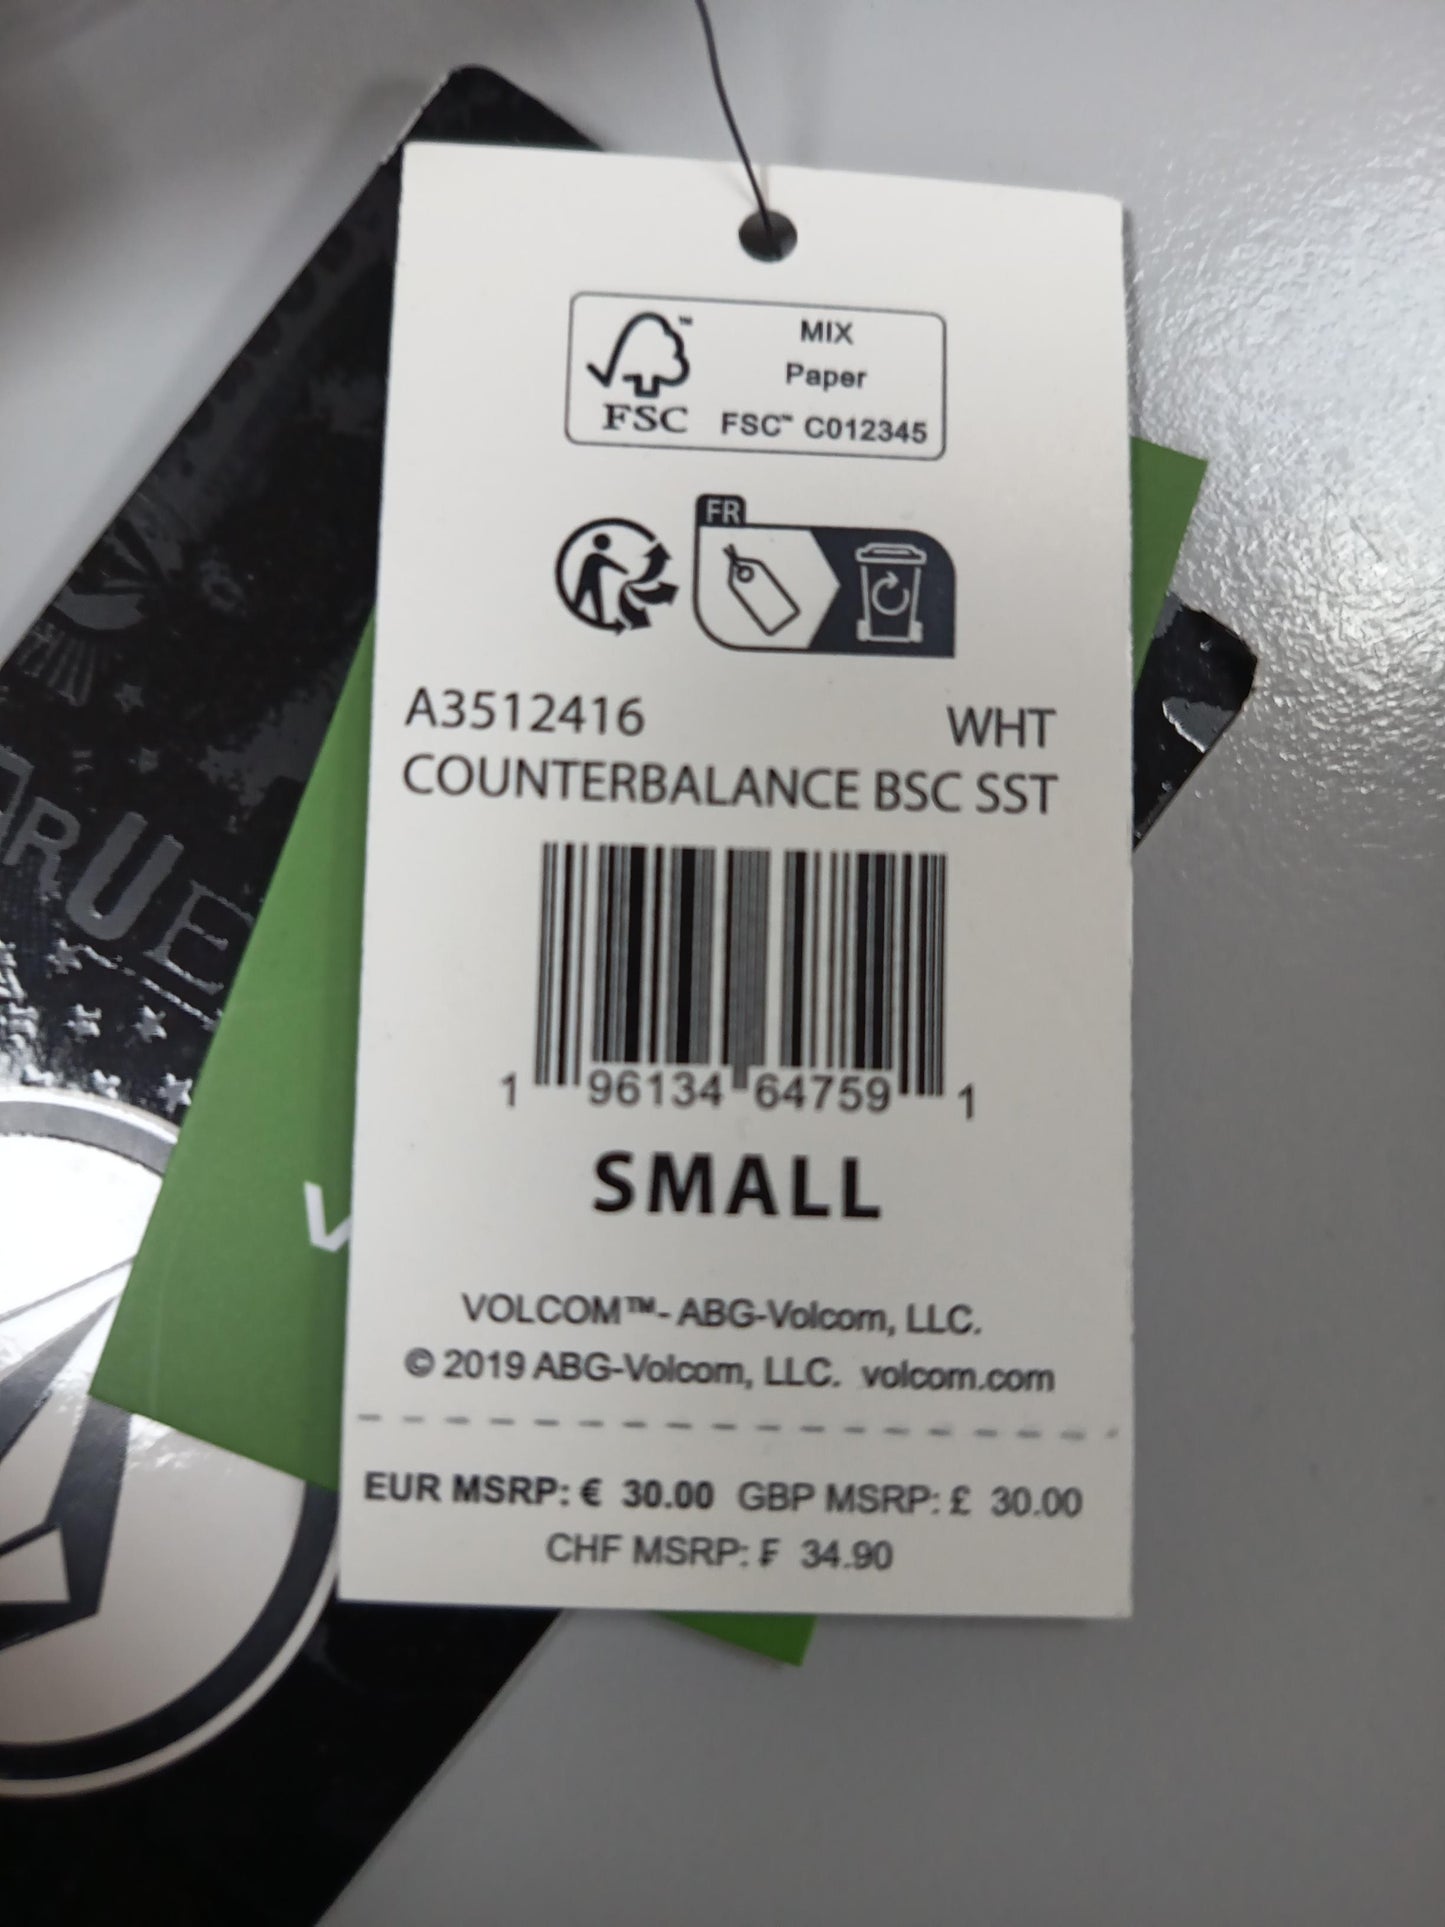 MIX
Paper
FSC
FSC™ C012345
FR
A3512416 WHT
COUNTERBALANCE BSC SST
1 96134 64759 1
SMALL
VOLCOM™- ABG-Volcom, LLC.
© 2019 ABG-Volcom, LLC. volcom.com
EUR MSRP: € 30.00 GBP MSRP: £ 30.00
CHF MSRP: ₣ 34.90
TRUE
V